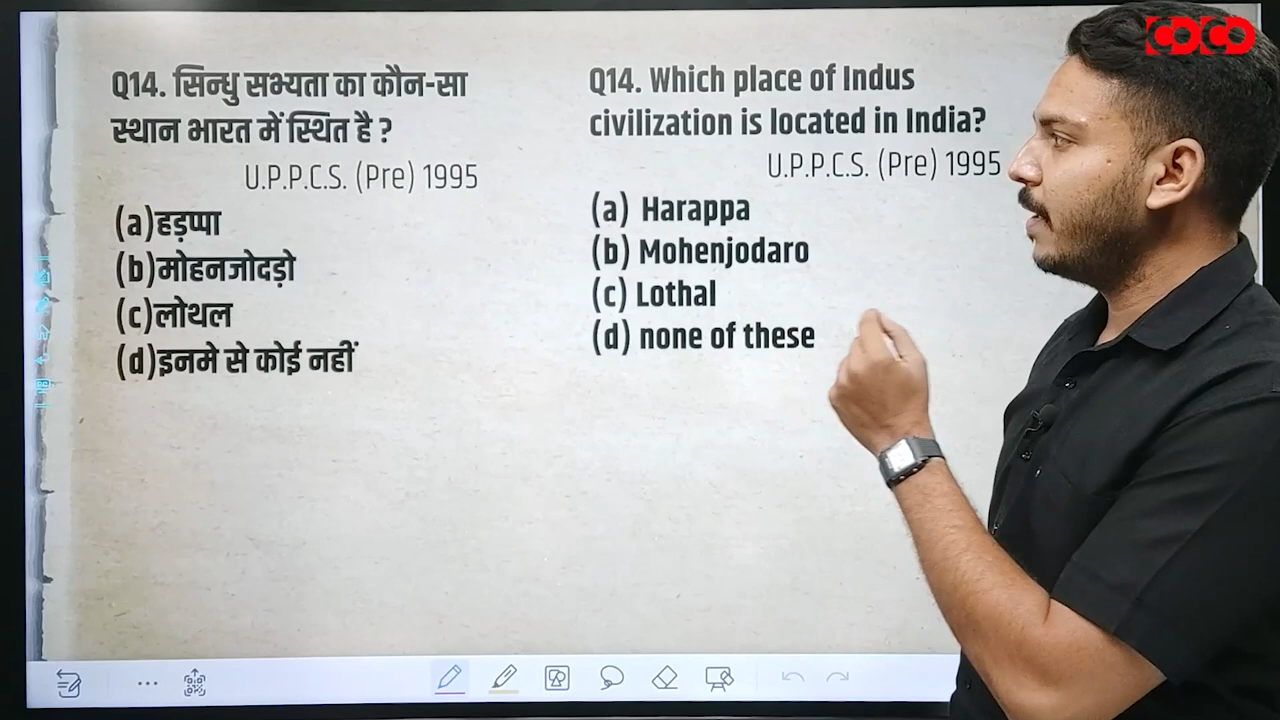 Q14. सिन्धु सभ्यता का कौन-सा
स्थान भारत में स्थित है ?
U.P.P.C.S. (Pre) 1995
(a)हड़प्पा
(b)मोहनजोदड़ो
(c)लोथल
(d)इनमे से कोई नहीं
Q14. Which place of Indus
civilization is located in India?
U.P.P.C.S. (Pre) 1995
(a) Harappa
(b) Mohenjodaro
(c) Lothal
(d) none of these